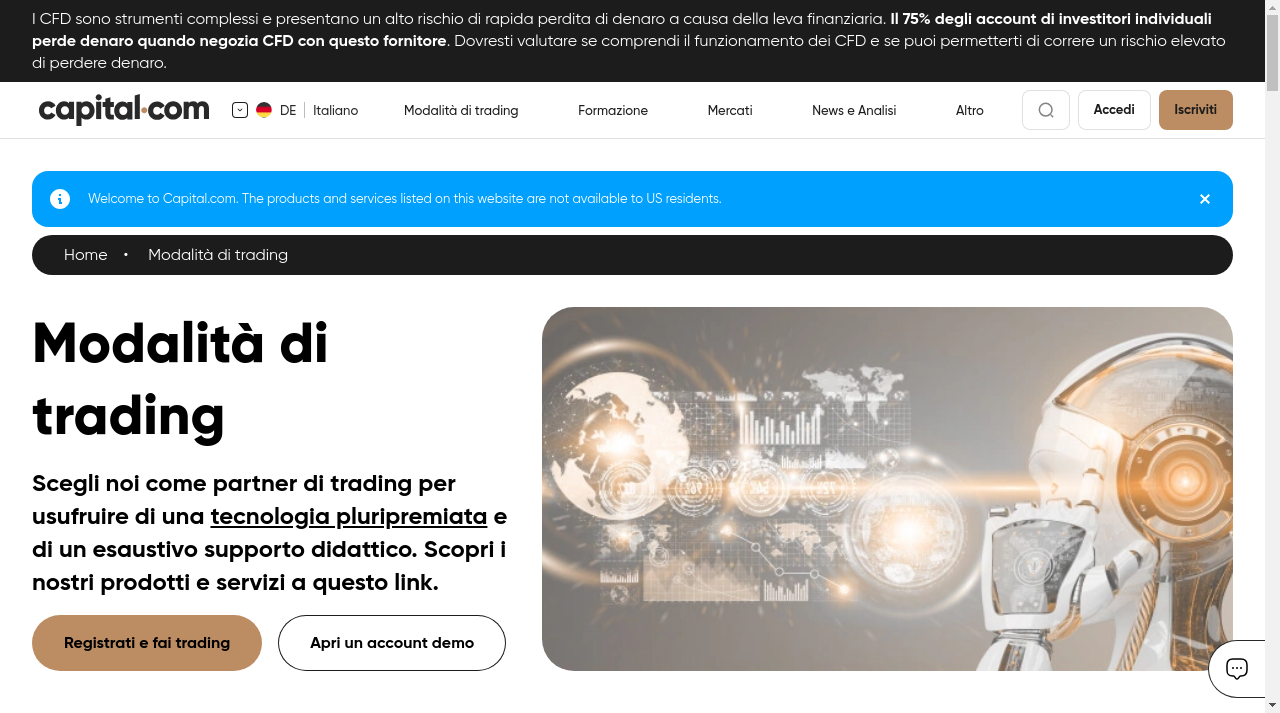 I CFD sono strumenti complessi e presentano un alto rischio di rapida perdita di denaro a causa della leva finanziaria. Il 75% degli account di investitori individuali
perde denaro quando negozia CFD con questo fornitore. Dovresti valutare se comprendi il funzionamento dei CFD e se puoi permetterti di correre un rischio elevato
di perdere denaro.
capital.com DE Italiano Modalità di trading Formazione Mercati News e Analisi Altro Accedi Iscriviti
Welcome to Capital.com. The products and services listed on this website are not available to US residents.
Home • Modalità di trading
Modalità di
trading
Scegli noi come partner di trading per
usufruire di una tecnologia pluripremiata e
di un esaustivo supporto didattico. Scopri i
nostri prodotti e servizi a questo link.
Registrati e fai trading Apri un account demo